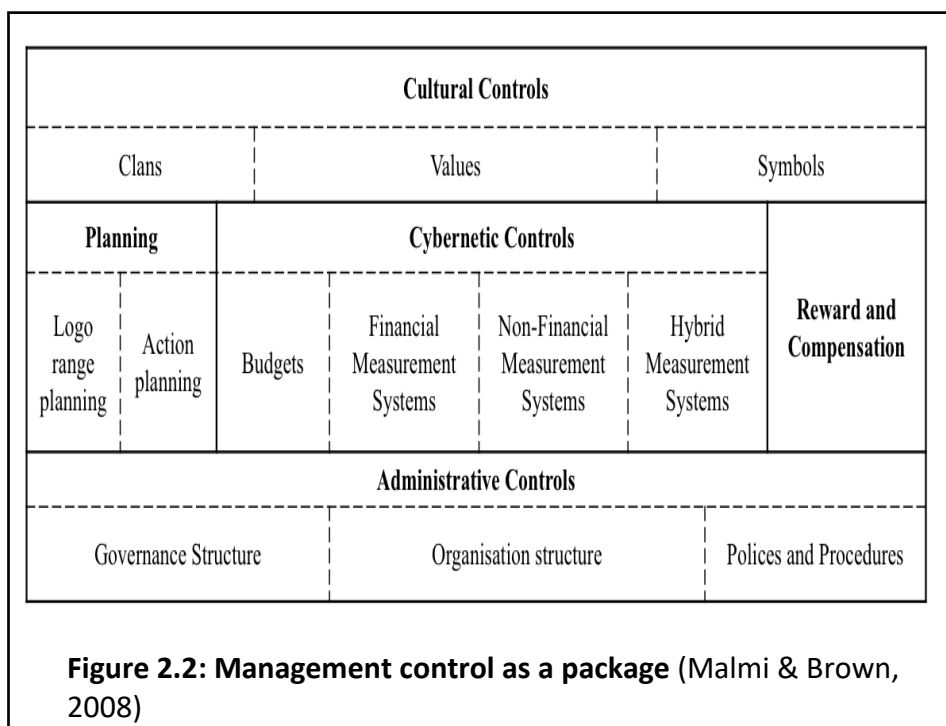 Cultural Controls
Clans
Values
Symbols
Planning
Cybernetic Controls
Reward and
Compensation
Logo
range
planning
Action
planning
Budgets
Financial
Measurement
Systems
Non-Financial
Measurement
Systems
Hybrid
Measurement
Systems
Administrative Controls
Governance Structure
Organisation structure
Polices and Procedures
Figure 2.2: Management control as a package (Malmi & Brown,
2008)